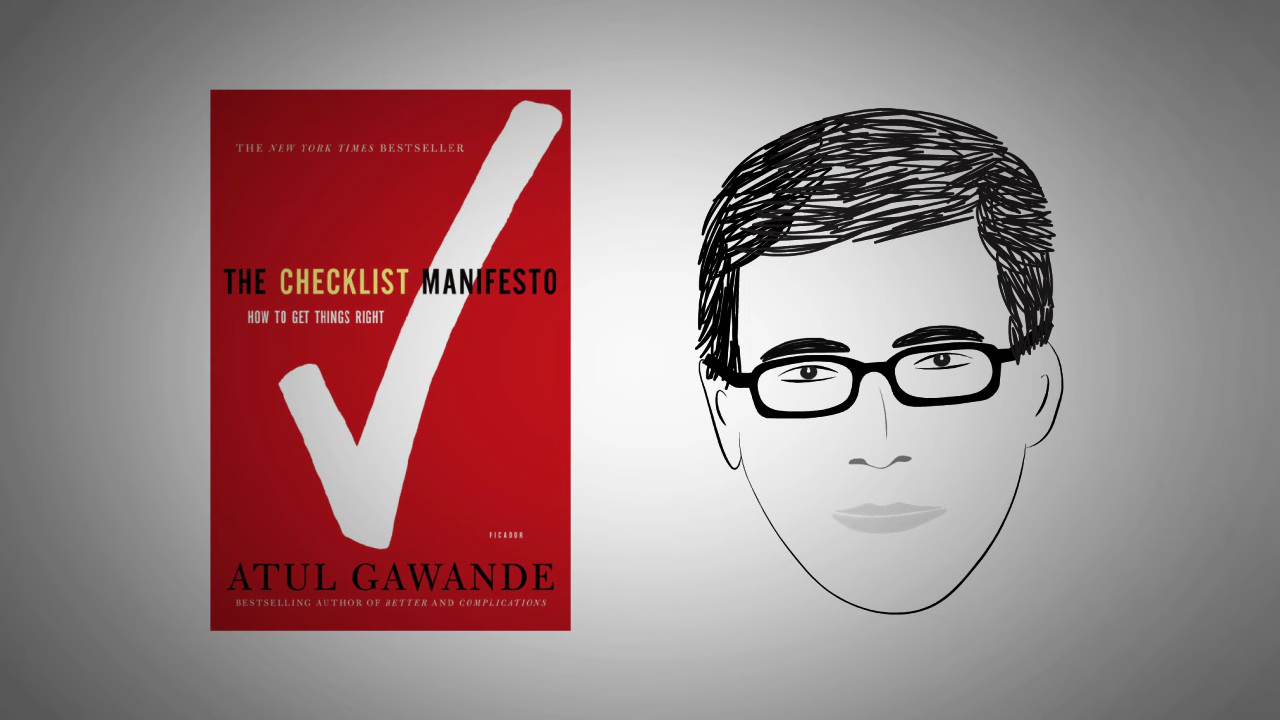 THE NEW YORK TIMES BESTSELLER
THE CHECKLIST MANIFESTO
HOW TO GET THINGS RIGHT
PICADOR
ATUL GAWANDE
BESTSELLING AUTHOR OF BETTER AND COMPLICATIONS